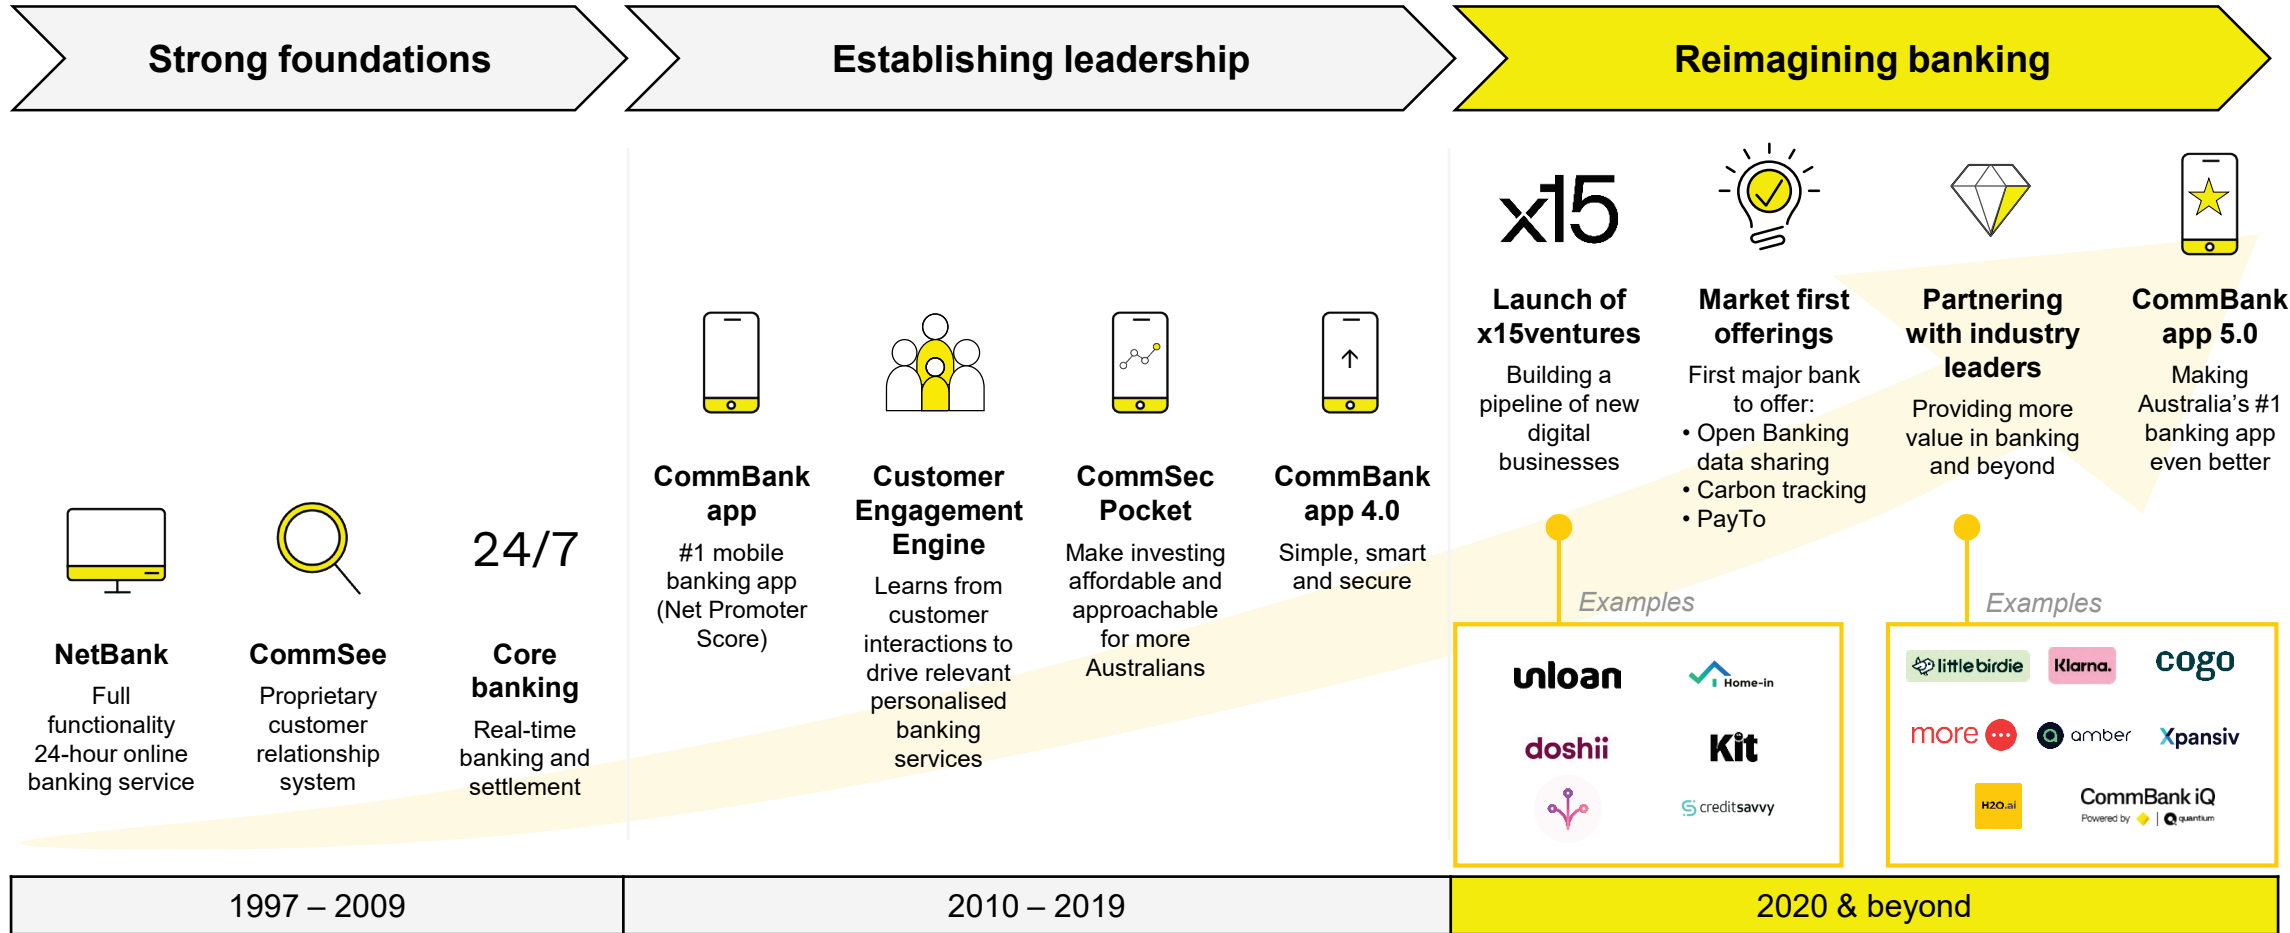 Strong foundations
Establishing leadership
Reimagining banking
NetBank
Full
functionality
24-hour online
banking service
CommSee
Proprietary
customer
relationship
system
24/7
Core
banking
Real-time
banking and
settlement
CommBank
app
#1 mobile
banking app
(Net Promoter
Score)
Customer
Engagement
Engine
Learns from
customer
interactions to
drive relevant
personalised
banking
services
CommSec
Pocket
Make investing
affordable and
approachable
for more
Australians
CommBank
app 4.0
Simple, smart
and secure
x15
Launch of
x15ventures
Building a
pipeline of new
digital
businesses
Market first
offerings
First major bank
to offer:
• Open Banking
data sharing
• Carbon tracking
• PayTo
Partnering
with industry
leaders
Providing more
value in banking
and beyond
CommBank
app 5.0
Making
Australia's #1
banking app
even better
Examples
unloan
Home-in
doshii
Kit
creditsavvy
Examples
littlebirdie
Klarna.
cogo
more
amber
Xpansiv
H2O.ai
CommBank iQ
Powered by | quantium
1997 – 2009
2010 – 2019
2020 & beyond